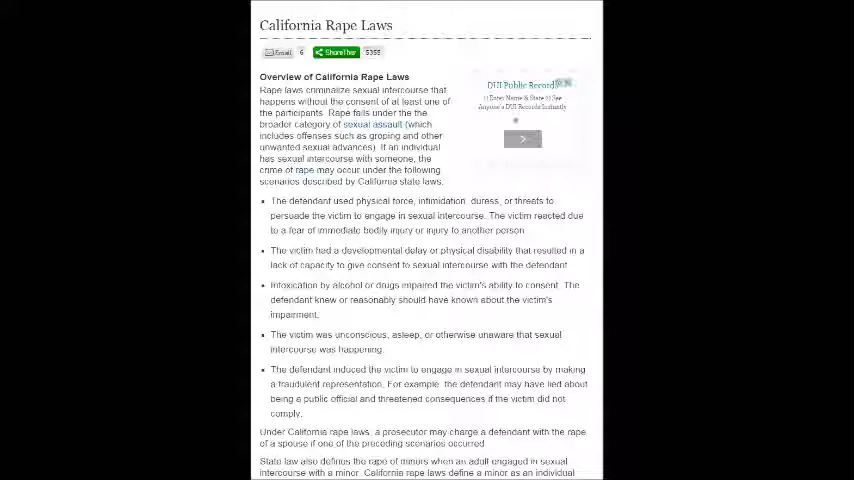 California Rape Laws
Email 6 ShareThis 5355
Overview of California Rape Laws
Rape laws criminalize sexual intercourse that
happens without the consent of at least one of
the participants. Rape falls under the the
broader category of sexual assault (which
includes offenses such as groping and other
unwanted sexual advances). If an individual
has sexual intercourse with someone, the
crime of rape may occur under the following
scenarios described by California state laws.
DUI Public Records
Enter Name & State See
Anyone's DUI Records Instantly
The defendant used physical force, intimidation, duress, or threats to
persuade the victim to engage in sexual intercourse. The victim reacted due
to a fear of immediate bodily injury or injury to another person.
The victim had a developmental delay or physical disability that resulted in a
lack of capacity to give consent to sexual intercourse with the defendant.
Intoxication by alcohol or drugs impaired the victim's ability to consent. The
defendant knew or reasonably should have known about the victim's
impairment.
The victim was unconscious, asleep, or otherwise unaware that sexual
intercourse was happening.
The defendant induced the victim to engage in sexual intercourse by making
a fraudulent representation. For example, the defendant may have lied about
being a public official and threatened consequences if the victim did not
comply.
Under California rape laws, a prosecutor may charge a defendant with the rape
of a spouse if one of the preceding scenarios occurred.
State law also defines the rape of minors when an adult engaged in sexual
intercourse with a minor. California rape laws define a minor as an individual